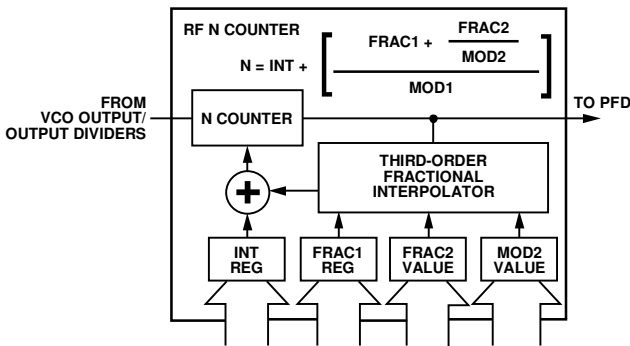 RF N COUNTER
N = INT +
FRAC1 +
FRAC2
MOD2
MOD1
FROM
VCO OUTPUT/
OUTPUT DIVIDERS
N COUNTER
TO PFD
THIRD-ORDER
FRACTIONAL
INTERPOLATOR
+
INT
REG
FRAC1
REG
FRAC2
VALUE
MOD2
VALUE